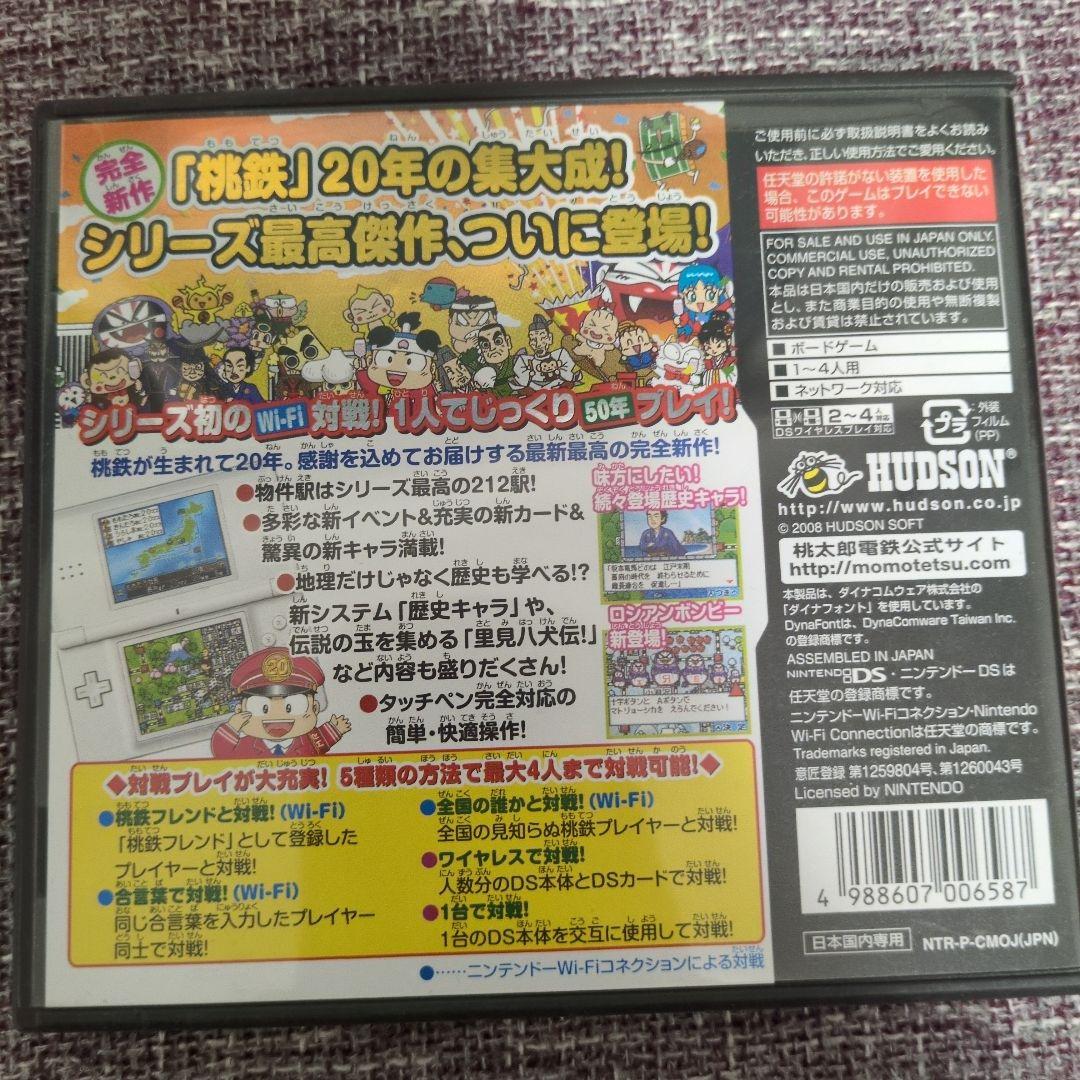 完全新作
「桃鉄」20年の集大成！
シリーズ最高傑作、ついに登場！
シリーズ初の Wi-Fi 対戦！ 1人でじっくり 50年 プレイ！
桃鉄が生まれて20年。感謝を込めてお届けする最新最高の完全新作！
●物件駅はシリーズ最高の212駅！
●多彩な新イベント&充実の新カード&
驚異の新キャラ満載！
●地理だけじゃなく歴史も学べる!?
新システム「歴史キャラ」や、
伝説の玉を集める「里見八犬伝！」
など内容も盛りだくさん！
●タッチペン完全対応の
簡単・快適操作！
味方にしたい！
続々登場歴史キャラ！
ロシアンボンビー
新登場！
十字ボタンと Aボタンで
マトリョーシカを えらんでください！
◆対戦プレイが大充実！ 5種類の方法で最大4人まで対戦可能！◆
●桃鉄フレンドと対戦！(Wi-Fi)
「桃鉄フレンド」として登録した
プレイヤーと対戦！
●合言葉で対戦！(Wi-Fi)
同じ合言葉を入力したプレイヤー
同士で対戦！
●全国の誰かと対戦！(Wi-Fi)
全国の見知らぬ桃鉄プレイヤーと対戦！
●ワイヤレスで対戦！
人数分のDS本体とDSカードで対戦！
●1台で対戦！
1台のDS本体を交互に使用して対戦！
●……ニンテンドーWi-Fiコネクションによる対戦
ご使用前に必ず取扱説明書をよくお読み
いただき、正しい使用方法でご愛用ください。
任天堂の許諾がない装置を使用した
場合、このゲームはプレイできない
可能性があります。
FOR SALE AND USE IN JAPAN ONLY.
COMMERCIAL USE, UNAUTHORIZED
COPY AND RENTAL PROHIBITED.
本品は日本国内だけの販売および使用
とし、また商業目的の使用や無断複製
および賃貸は禁止されています。
■ボードゲーム
■1～4人用
■ネットワーク対応
2～4人対応
DSワイヤレスプレイ対応
プラ
:外装
フィルム
(PP)
HUDSON®
http://www.hudson.co.jp
© 2008 HUDSON SOFT
桃太郎電鉄公式サイト
http://momotetsu.com
本製品は、ダイナコムウェア株式会社の
「ダイナフォント」を使用しています。
DynaFontは、DynaComware Taiwan Inc.
の登録商標です。
ASSEMBLED IN JAPAN
NINTENDO DS・ニンテンドーDSは
任天堂の登録商標です。
ニンテンドーWi-Fiコネクション・Nintendo
Wi-Fi Connectionは任天堂の商標です。
Trademarks registered in Japan.
意匠登録 第1259804号、第1260043号
Licensed by NINTENDO
4 988607 006587
日本国内専用
NTR-P-CMOJ(JPN)